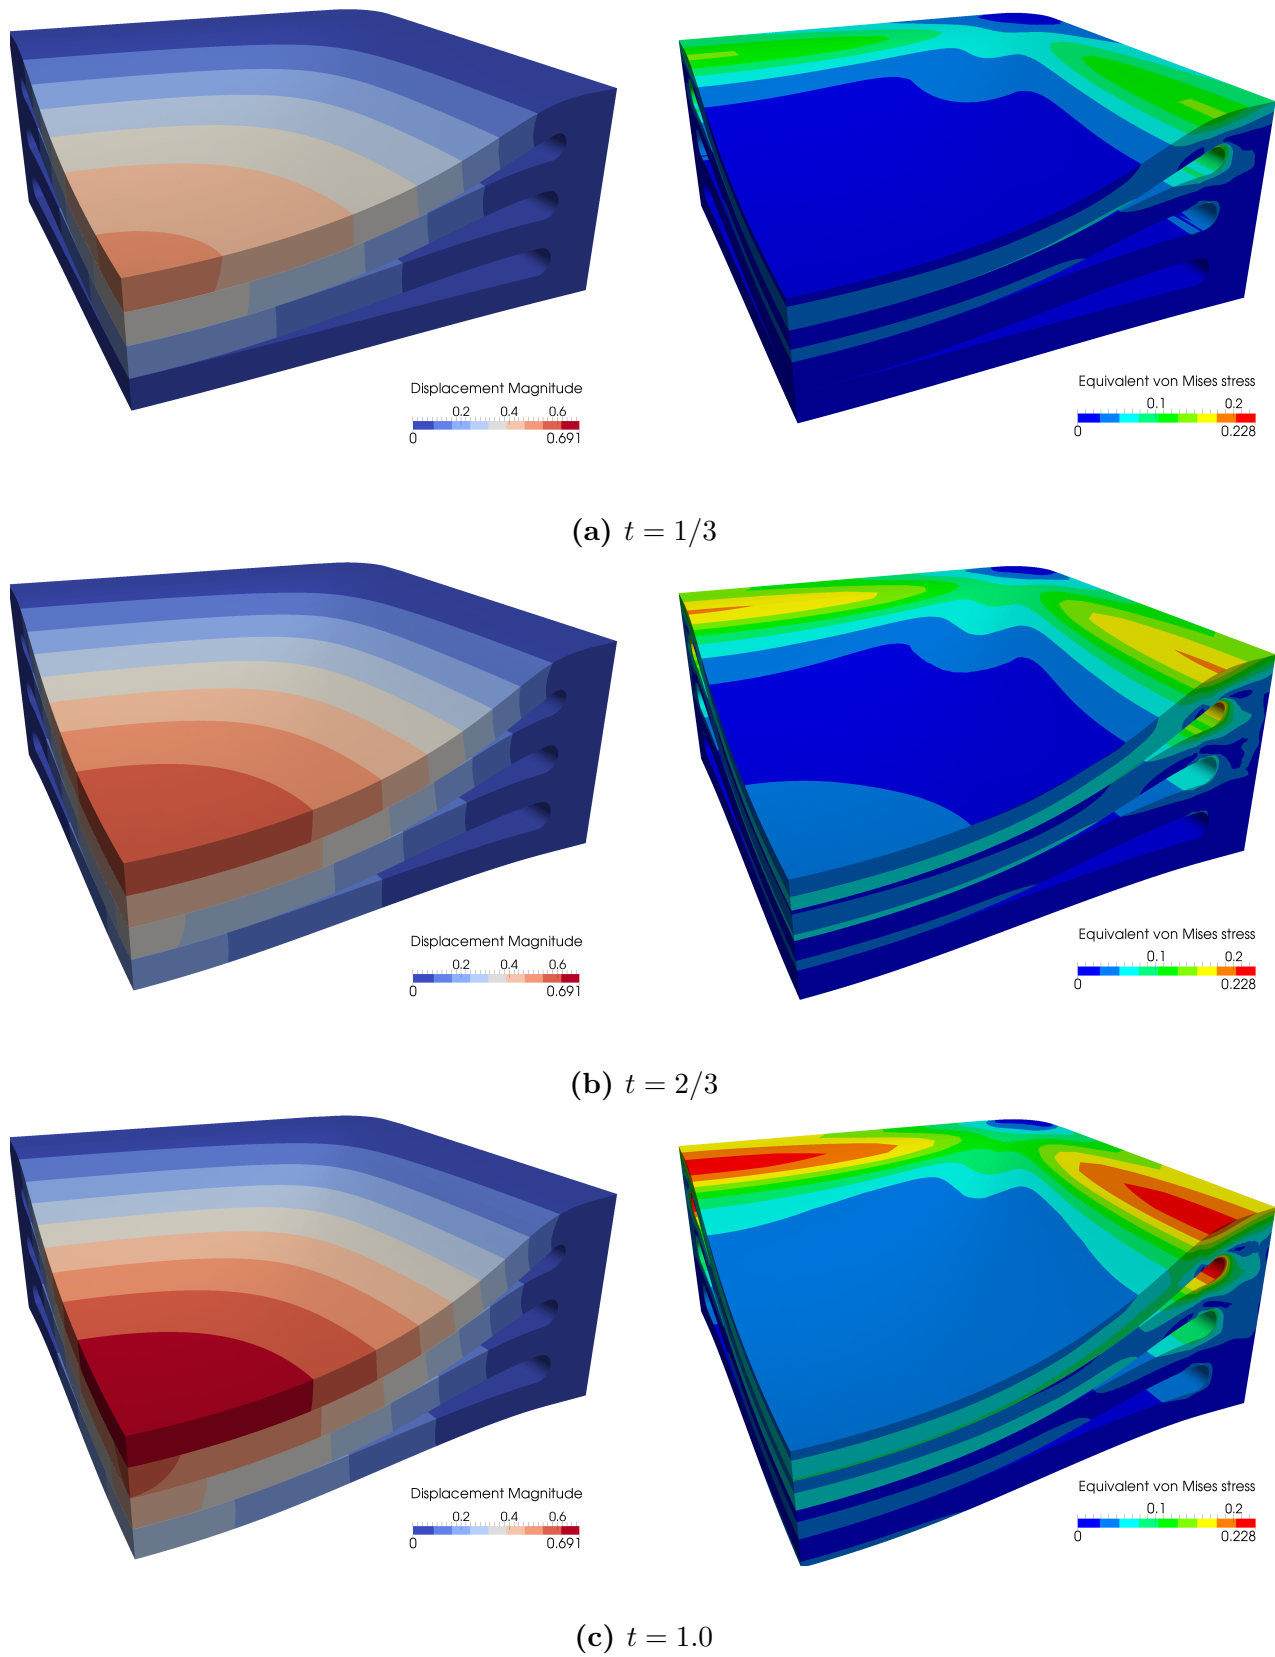 Displacement Magnitude
0.2 0.4 0.6
0 0.691
Equivalent von Mises stress
0.1 0.2
0 0.228
(a) t = 1/3
Displacement Magnitude
0.2 0.4 0.6
0 0.691
Equivalent von Mises stress
0.1 0.2
0 0.228
(b) t = 2/3
Displacement Magnitude
0.2 0.4 0.6
0 0.691
Equivalent von Mises stress
0.1 0.2
0 0.228
(c) t = 1.0